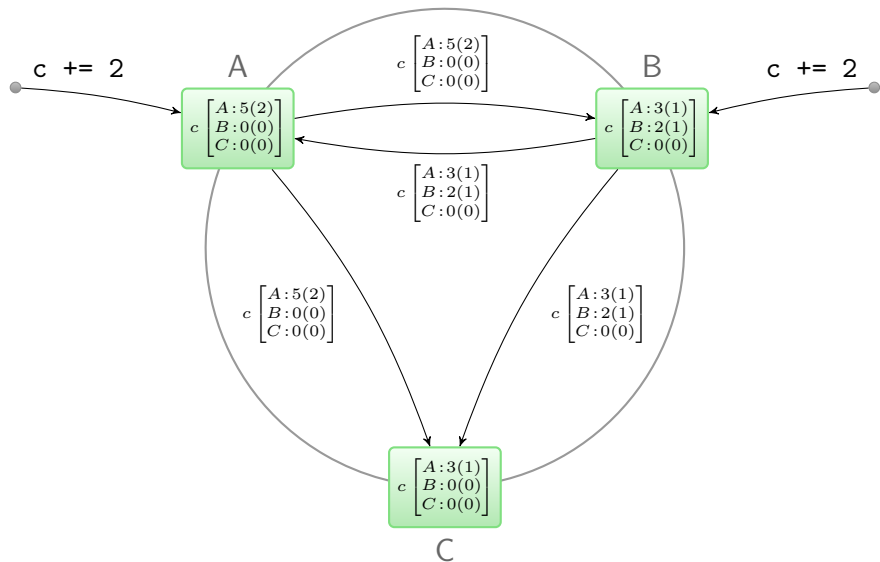 A
c += 2
c [A:5(2)
B:0(0)
C:0(0)]
c [A:5(2)
B:0(0)
C:0(0)]
B
c += 2
c [A:3(1)
B:2(1)
C:0(0)]
c [A:3(1)
B:2(1)
C:0(0)]
c [A:5(2)
B:0(0)
C:0(0)]
c [A:3(1)
B:2(1)
C:0(0)]
c [A:3(1)
B:0(0)
C:0(0)]
C